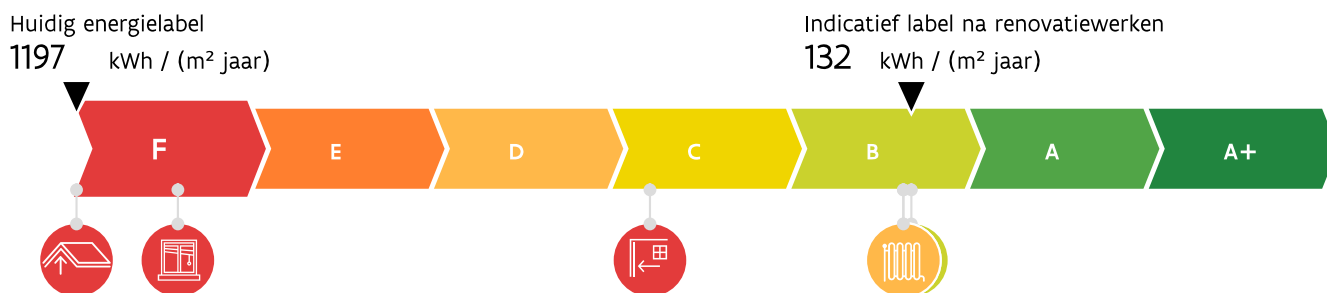 Huidig energielabel
1197 kWh / (m² jaar)
Indicatief label na renovatiewerken
132 kWh / (m² jaar)
F E D C B A A+